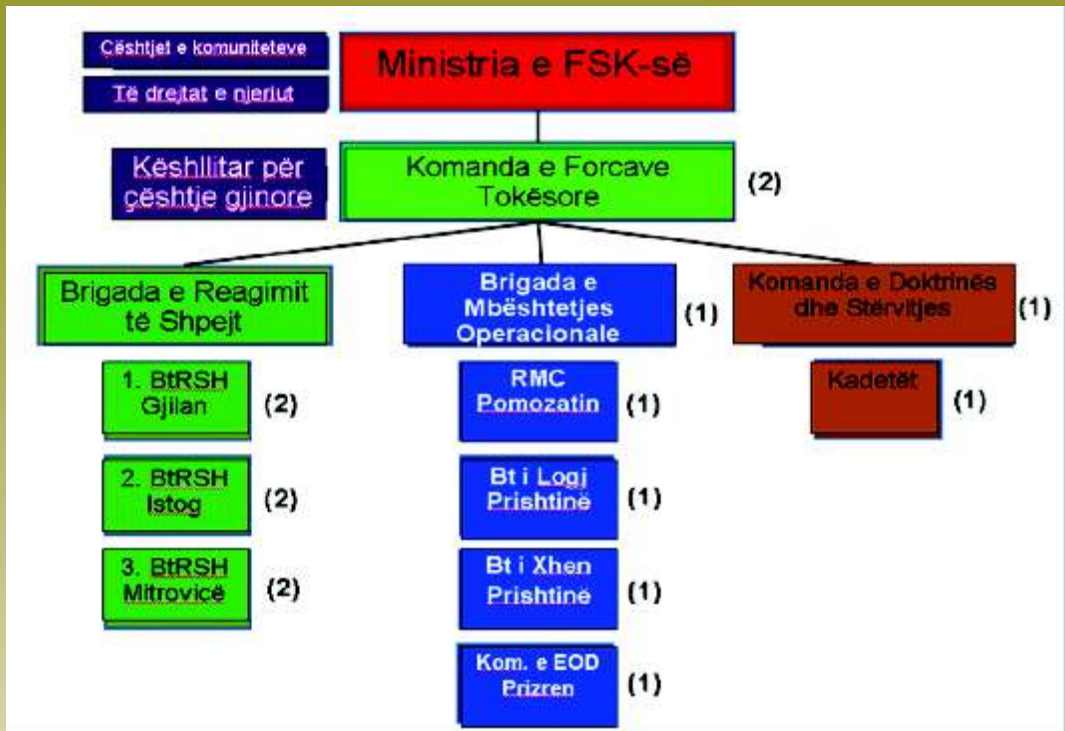 Cështjet e komuniteteve
Të drejtat e njeriut
Ministria e FSK-së
Këshllitar për
çështje gjinore
Komanda e Forcave
Tokësore
(2)
Brigada e Reagimit
të Shpejt
Brigada e
Mbështetjes
Operacionale
(1)
Komanda e Doktrinës
dhe Stërvitjes
(1)
1. BtRSH
Gjilan
(2)
RMC
Pomozatin
(1)
Kadetët
(1)
2. BtRSH
Istog
(2)
Bt i Logj
Prishtinë
(1)
3. BtRSH
Mitrovicë
(2)
Bt i Xhen
Prishtinë
(1)
Kom. e EOD
Prizren
(1)